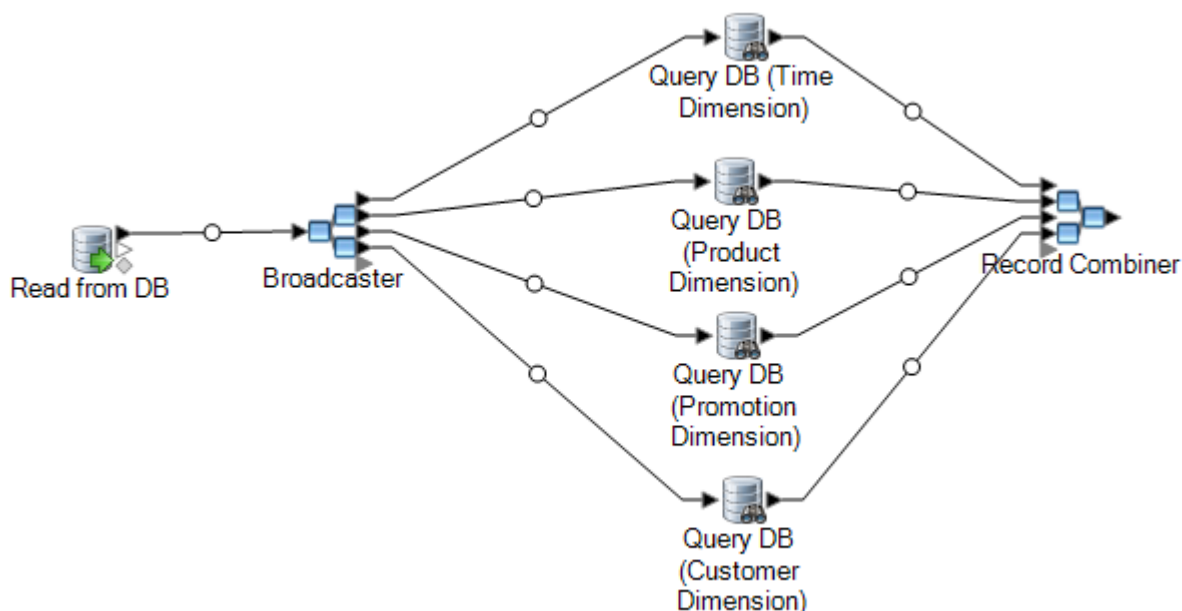 Query DB (Time
Dimension)
Query DB
(Product
Dimension)
Read from DB
Broadcaster
Record Combiner
Query DB
(Promotion
Dimension)
Query DB
(Customer
Dimension)